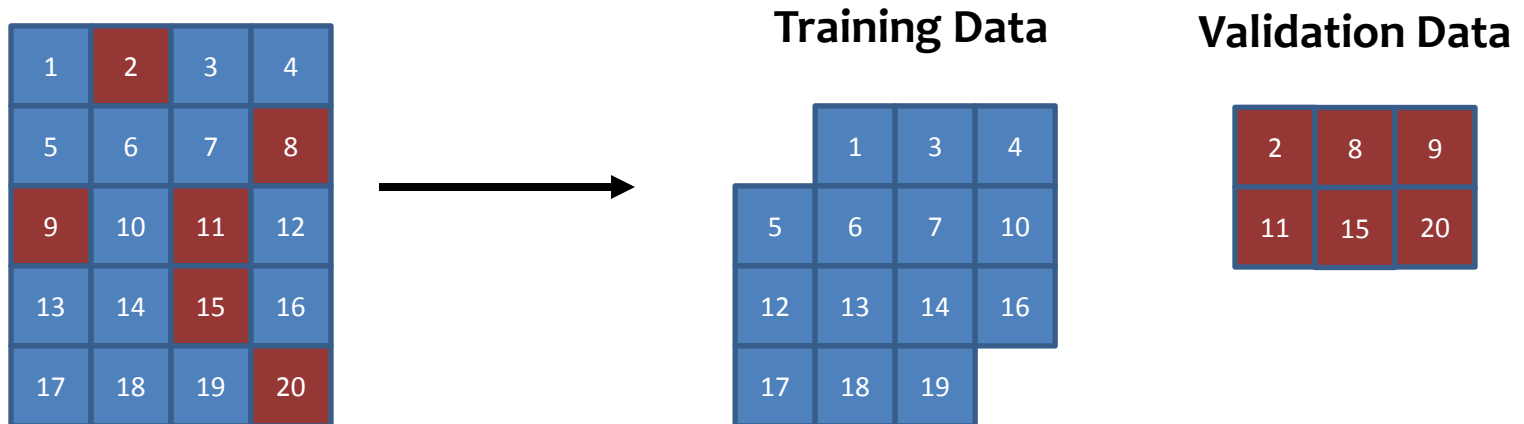 Training Data
Validation Data
1 2 3 4
5 6 7 8
9 10 11 12
13 14 15 16
17 18 19 20
1 3 4
5 6 7 10
12 13 14 16
17 18 19
2 8 9
11 15 20